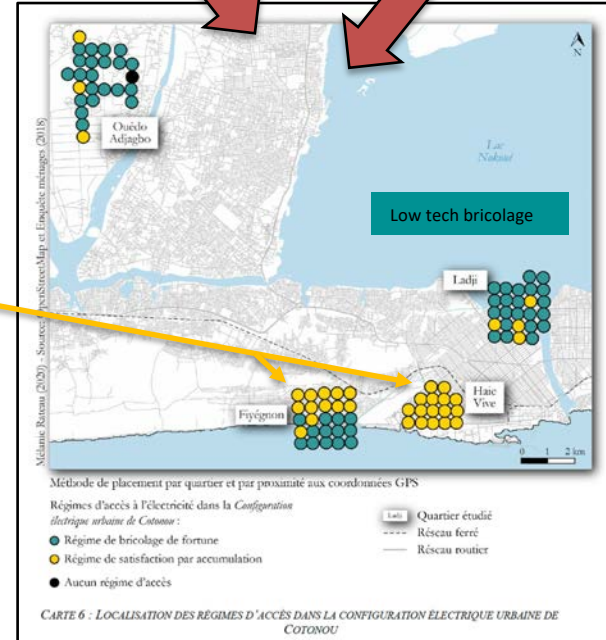 N
Ouèdo
Adjagbo
Lac
Nokoué
Low tech bricolage
Ladji
Haie
Vive
Fiyégnon
0 1 2 km
Mélanie Rateau (2020) - Source: OpenStreetMap et Enquête ménages (2018)
Méthode de placement par quartier et par proximité aux coordonnées GPS
Régimes d'accès à l'électricité dans la Configuration
électrique urbaine de Cotonou :
Régime de bricolage de fortune
Régime de satisfaction par accumulation
Aucun régime d'accès
Ladji Quartier étudié
Réseau ferré
Réseau routier
CARTE 6 : LOCALISATION DES RÉGIMES D'ACCÈS DANS LA CONFIGURATION ÉLECTRIQUE URBAINE DE
COTONOU